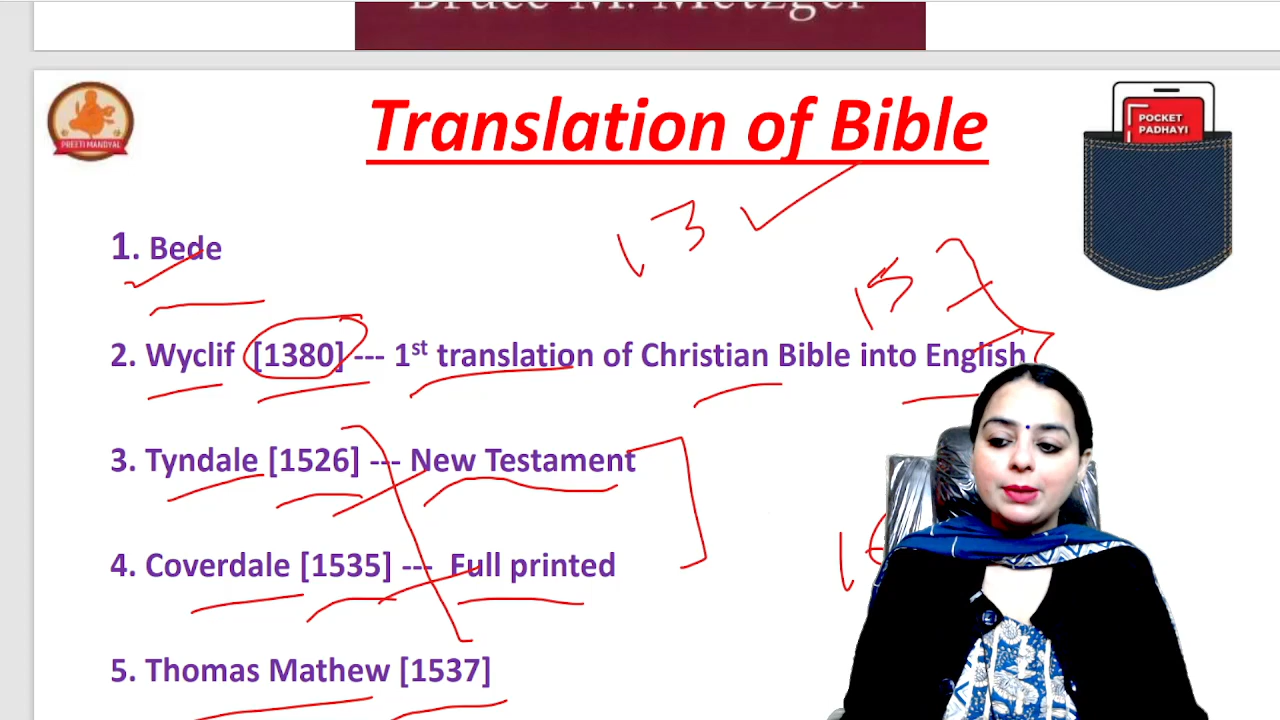 Bruce M. Metzger
Translation of Bible
PREETI MANDYAL
POCKET
PADHAYI
13
15
1. Bede
2. Wyclif [1380] --- 1st translation of Christian Bible into English
3. Tyndale [1526] --- New Testament
4. Coverdale [1535] --- Full printed
5. Thomas Mathew [1537]